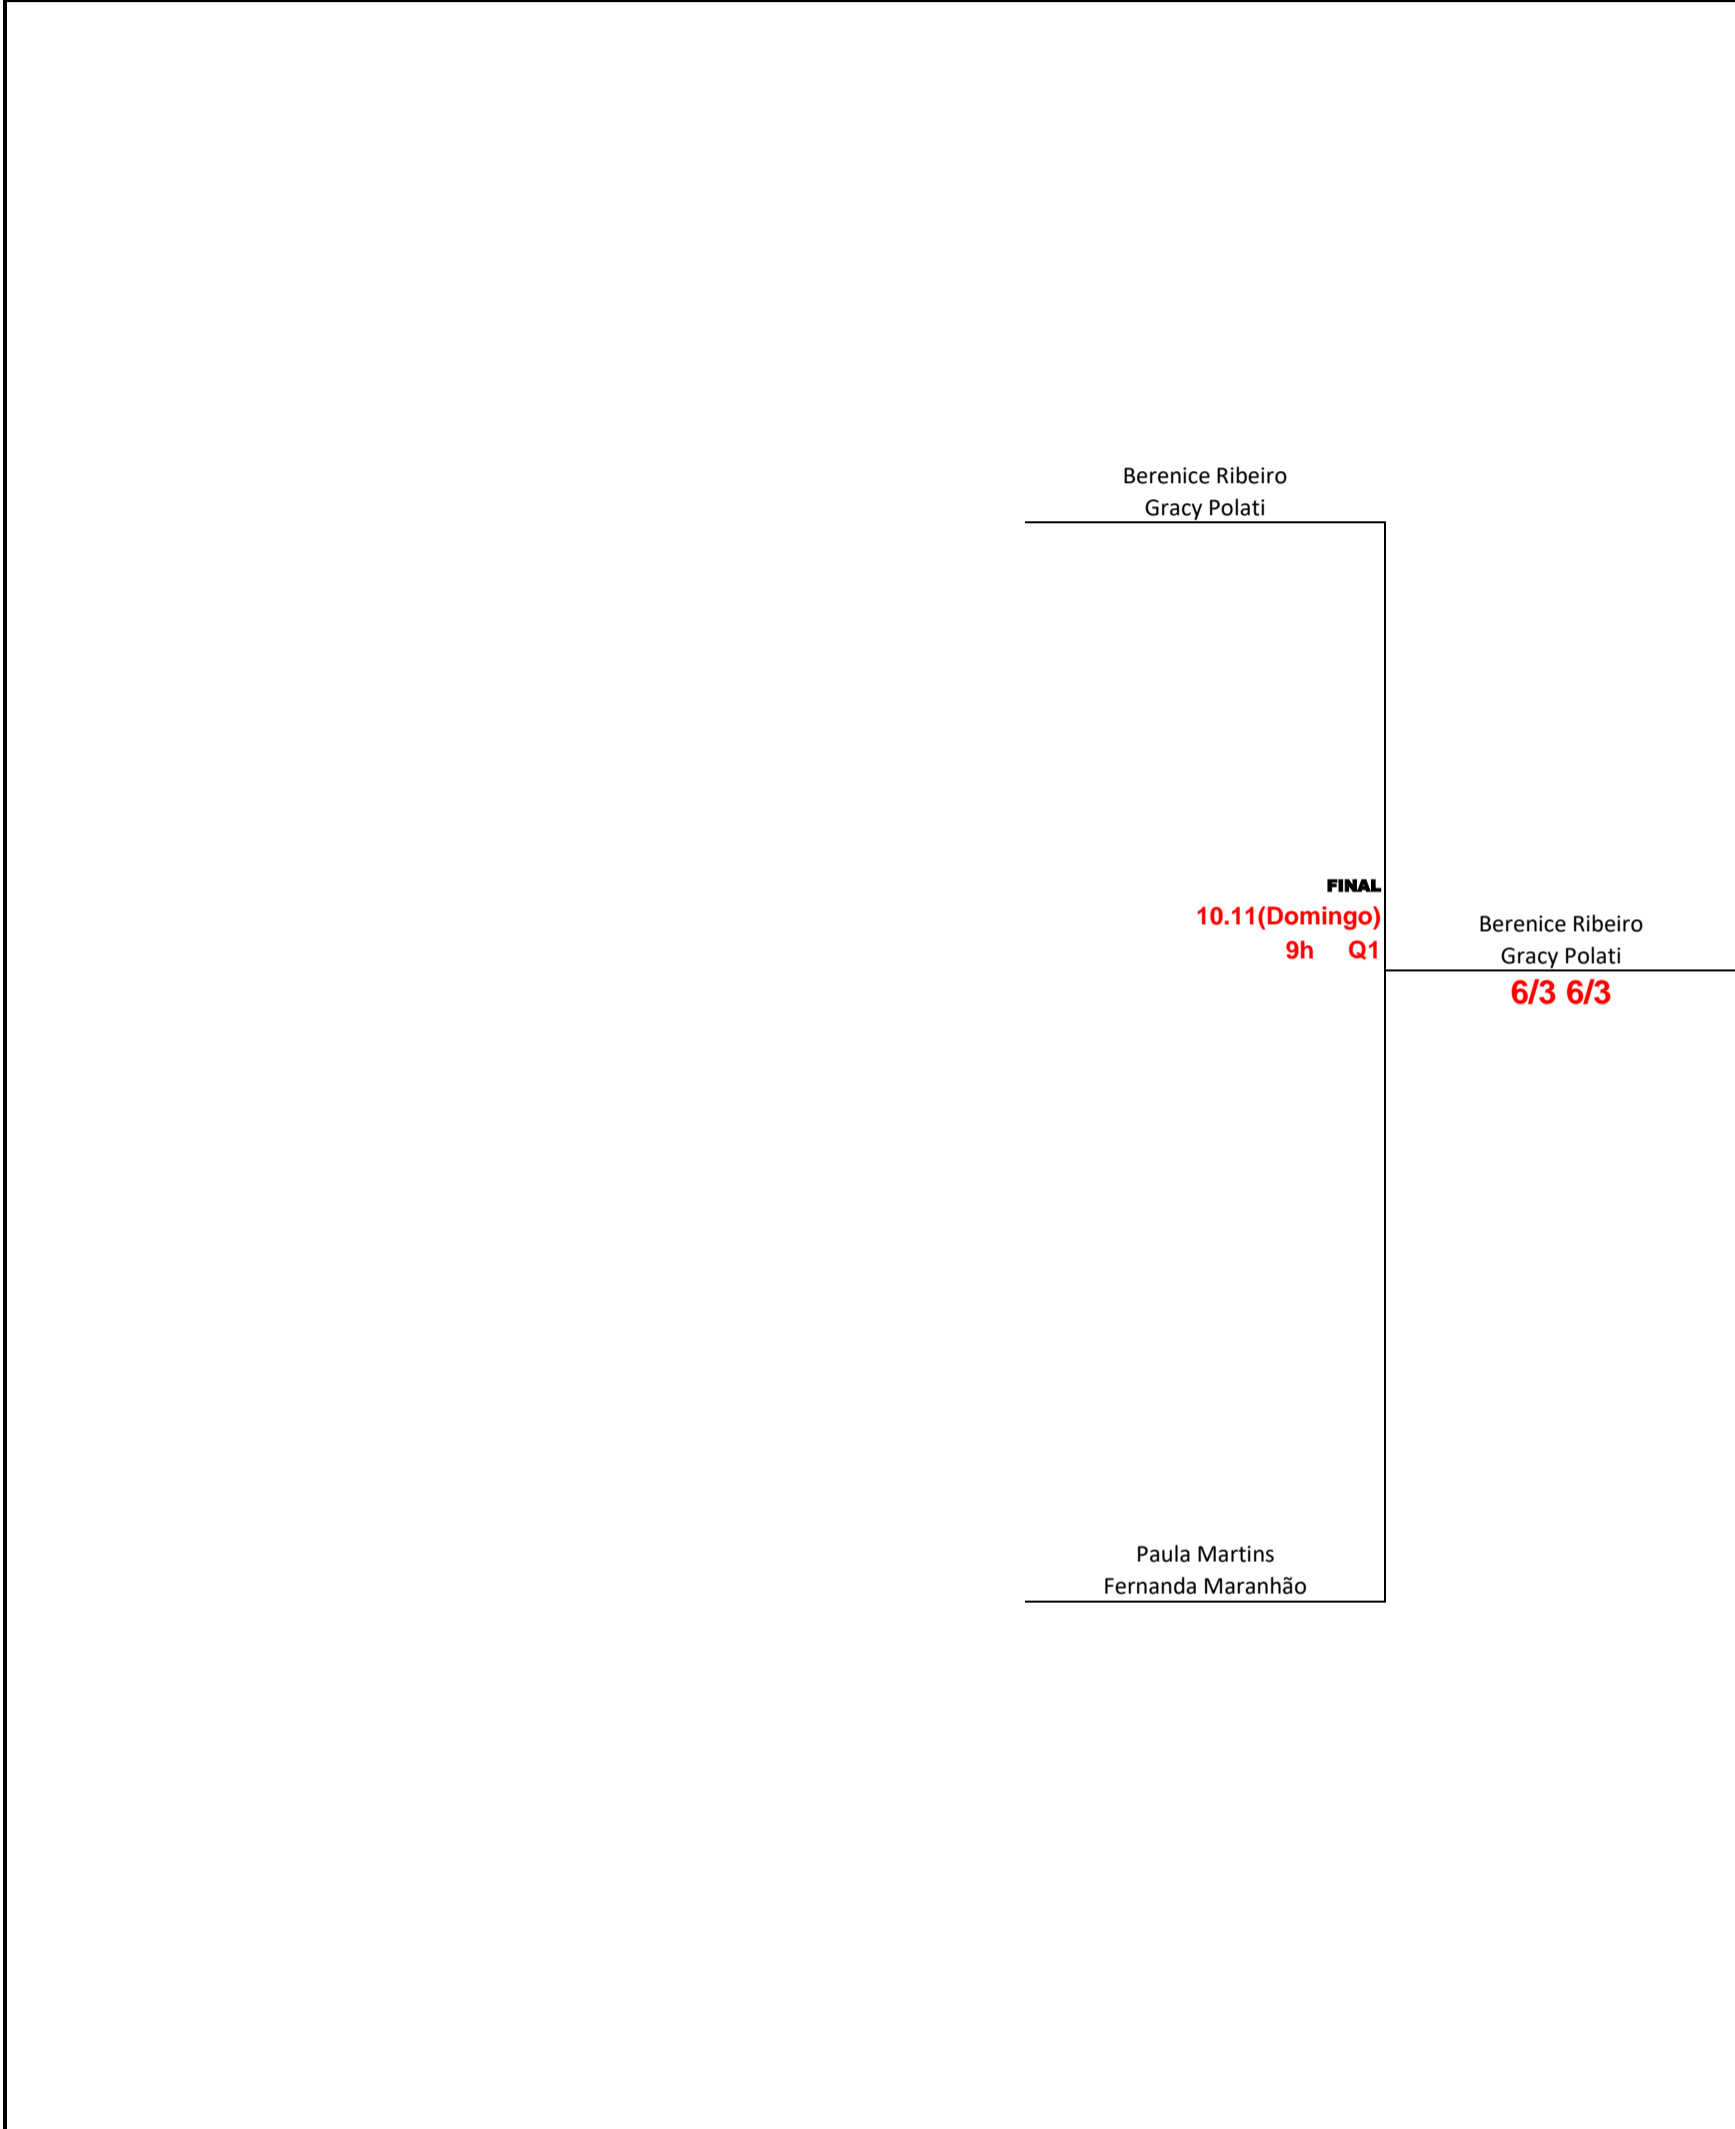 Berenice Ribeiro
Gracy Polati
FINAL
10.11(Domingo)
9h Q1
Berenice Ribeiro
Gracy Polati
6/3 6/3
Paula Martins
Fernanda Maranhão